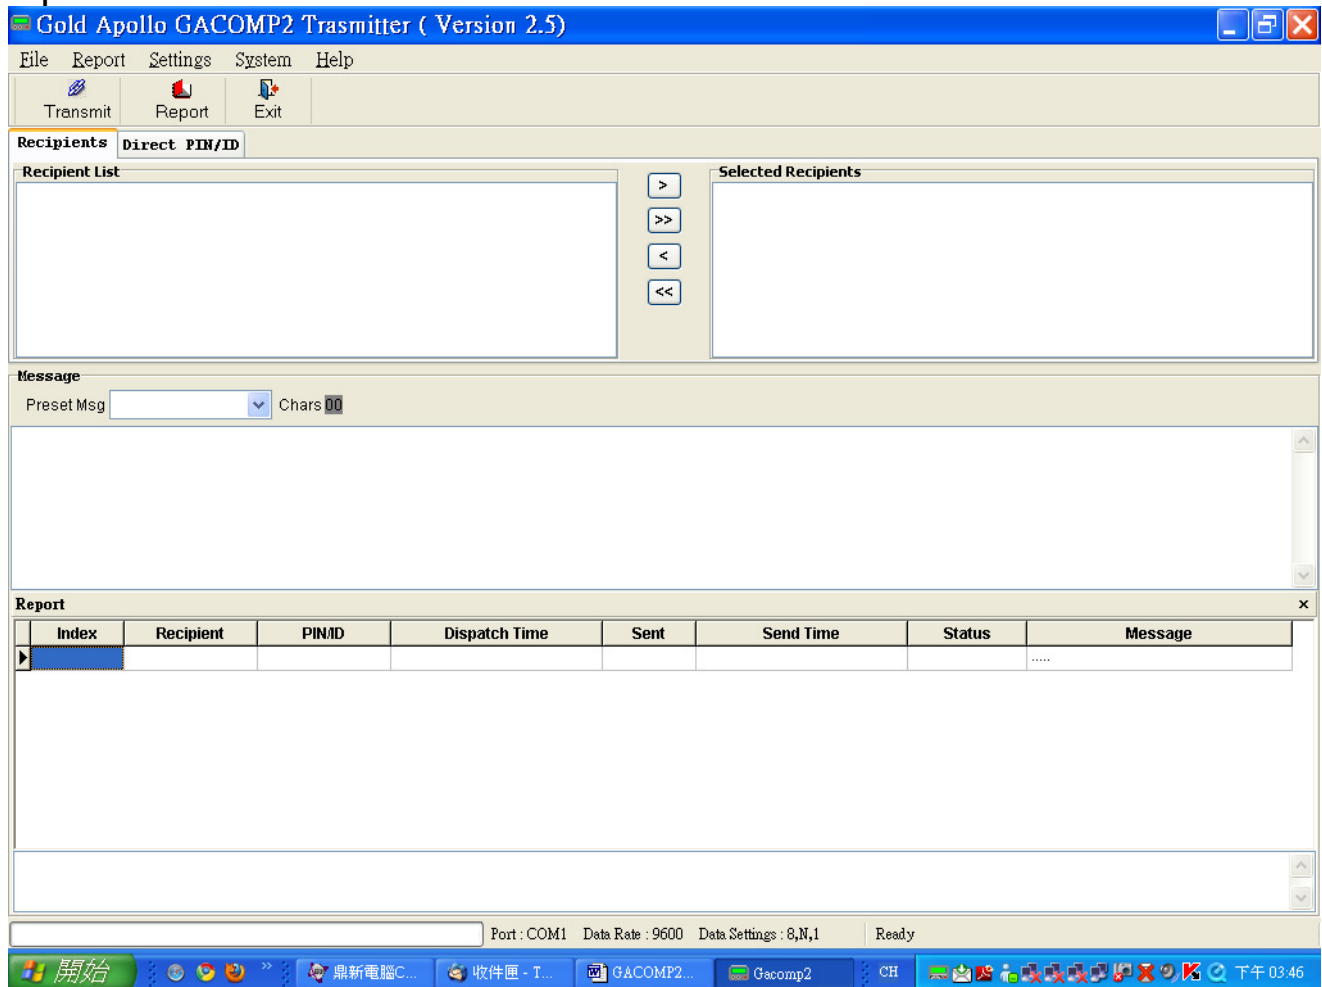 Gold Apollo GACOMP2 Trasmitter ( Version 2.5)
File Report Settings System Help
Transmit Report Exit
Recipients Direct PIN/ID
Recipient List Selected Recipients
>
>>
<
<<
Message
Preset Msg Chars 00
Report x
Index Recipient PIN/ID Dispatch Time Sent Send Time Status Message
.....
Port : COM1 Data Rate : 9600 Data Settings : 8,N,1 Ready
開始 » 鼎新電腦C... 收件匣 - T... GACOMP2... Gacomp2 CH 下午 03:46